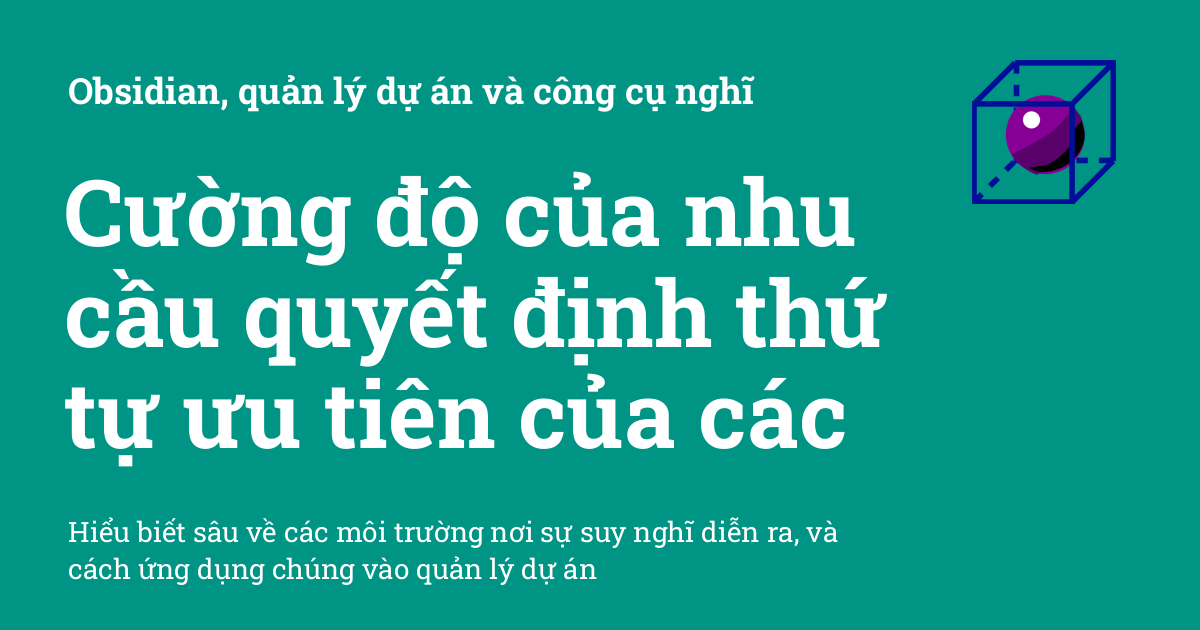 Obsidian, quản lý dự án và công cụ nghĩ
Cường độ của nhu
cầu quyết định thứ
tự ưu tiên của các
Hiểu biết sâu về các môi trường nơi sự suy nghĩ diễn ra, và
cách ứng dụng chúng vào quản lý dự án